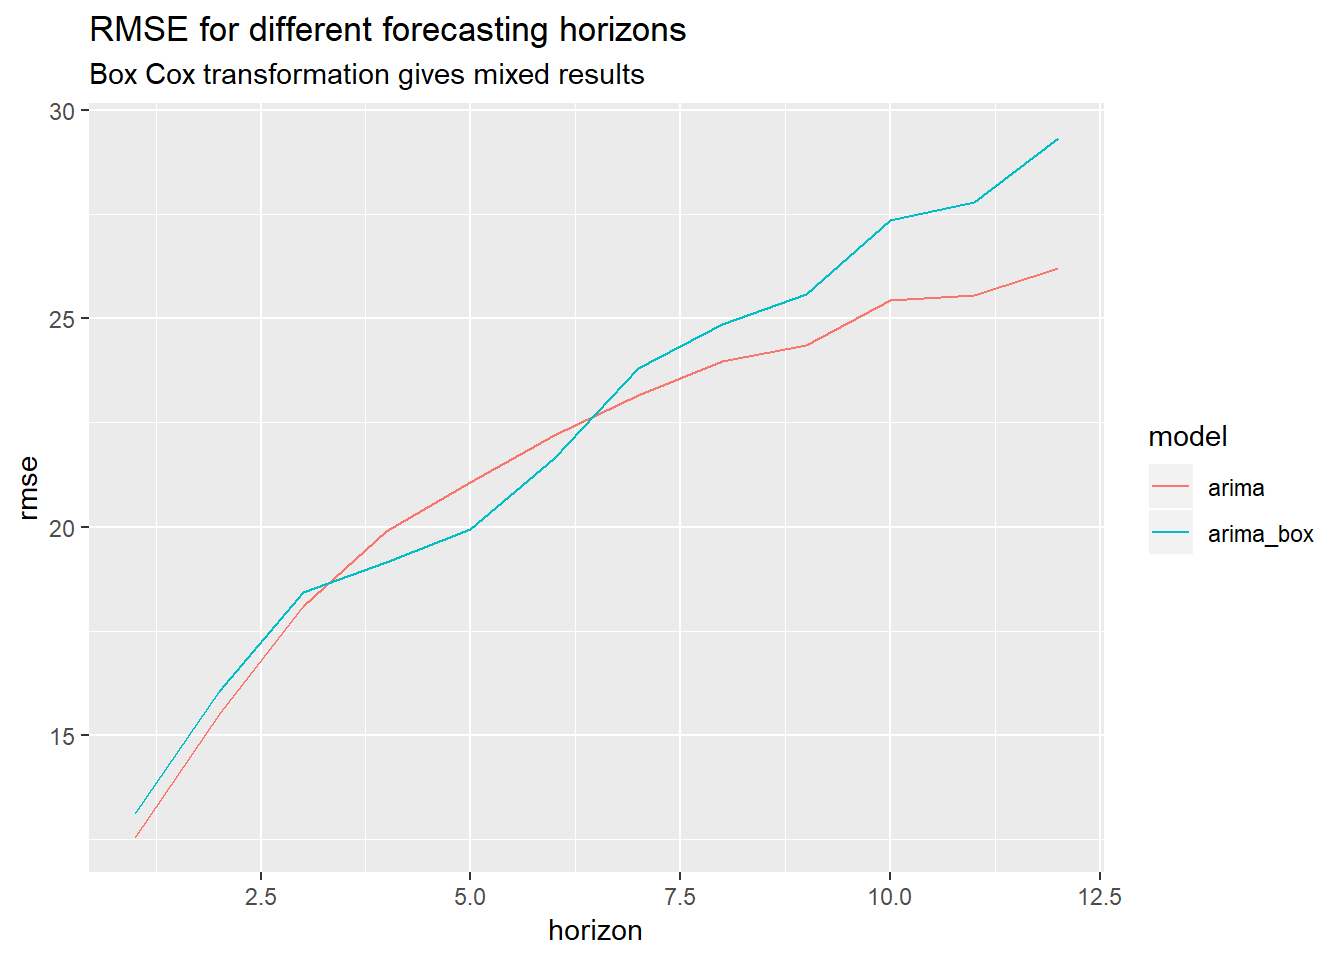 RMSE for different forecasting horizons
Box Cox transformation gives mixed results
30
25
20
15
rmse
2.5 5.0 7.5 10.0 12.5
horizon
model
arima
arima_box